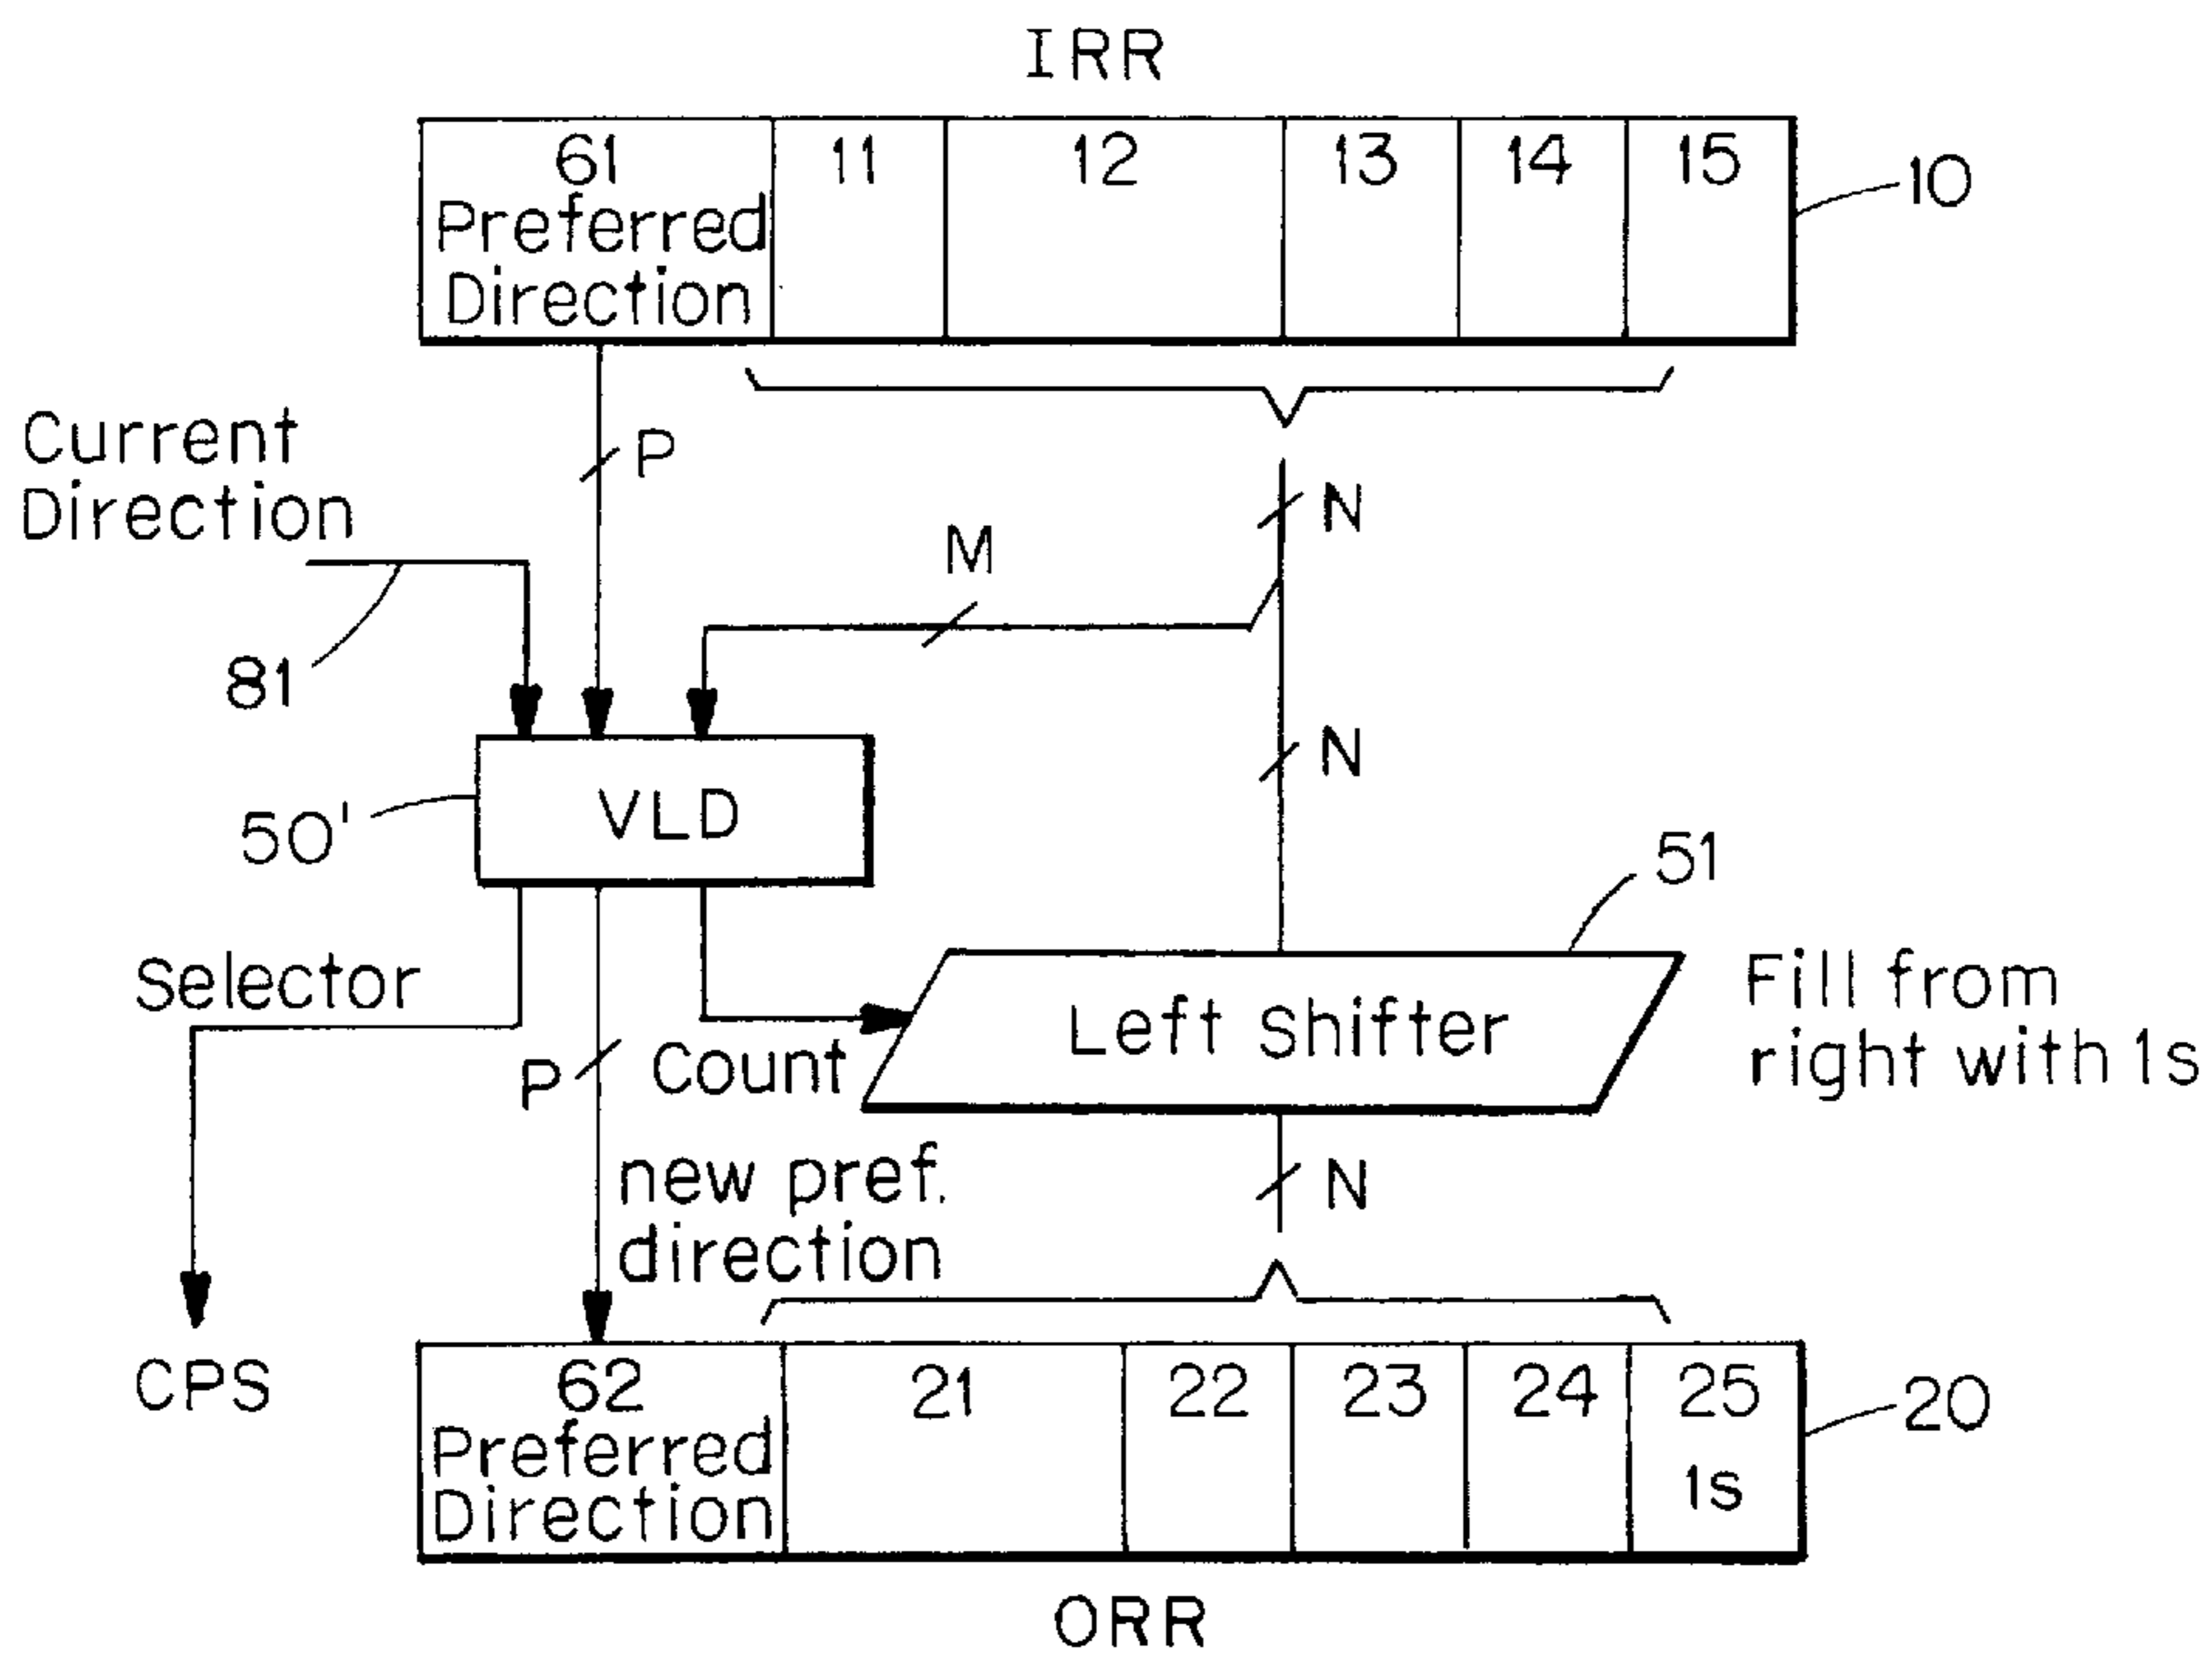 IRR
61 11 12 13 14 15
Preferred
Direction
10
Current
Direction
P
N
M
81
N
VLD
50'
51
Selector
Left Shifter
Fill from
right with 1s
P
Count
new pref.
direction
N
CPS
62 21 22 23 24 25
Preferred
Direction
1s
20
ORR